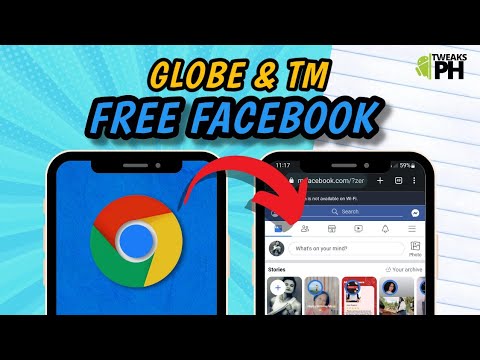 GLOBE & TM
FREE FACEBOOK
TWEAKS
PH
11:17
59%
m.facebook.com/?zer
is not available on Wi-Fi.
Search
What's on your mind?
Photo
Stories
Your archive